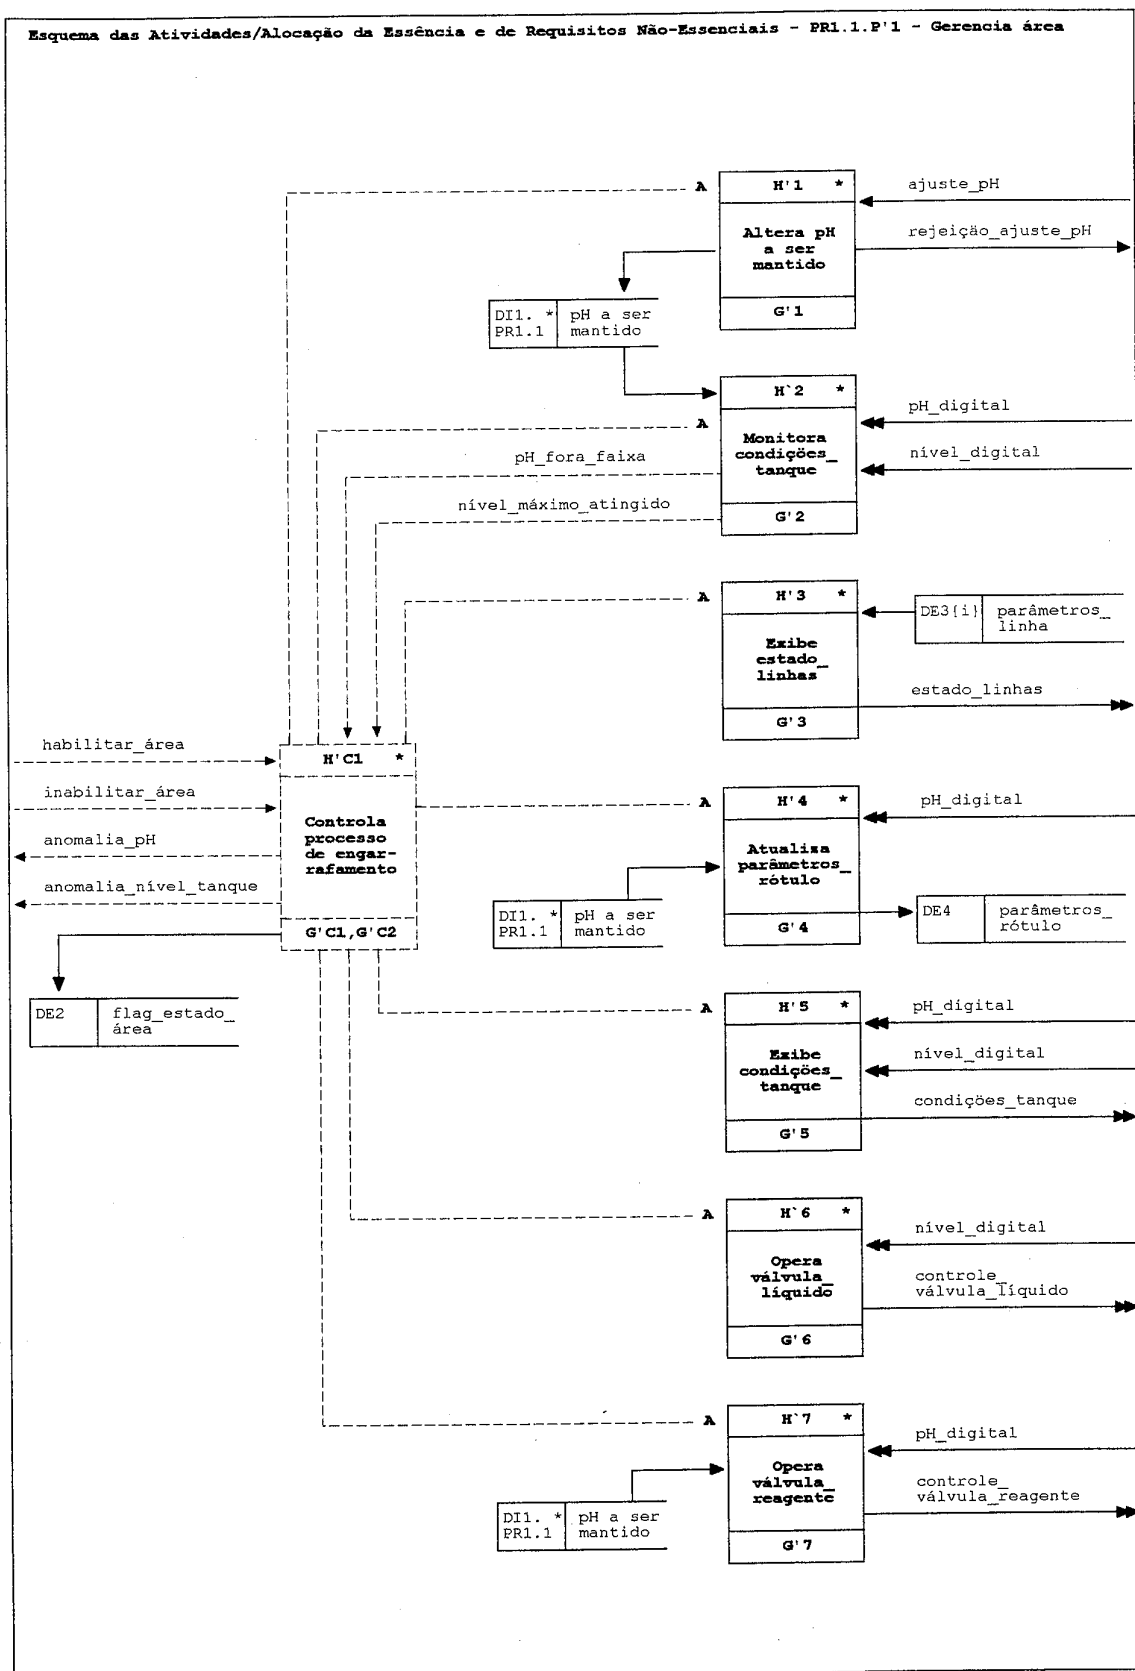 Esquema das Atividades/Alocação da Essência e de Requisitos Não-Essenciais - PR1.1.P'1 - Gerencia área
A H'1 *
ajuste_pH
Altera pH
a ser
mantido
rejeição_ajuste_pH
G'1
DI1. * pH a ser
PR1.1 mantido
H`2 *
pH_digital
A
Monitora
condições_
tanque
nível_digital
pH_fora_faixa
nível_máximo_atingido
G'2
A H'3 *
DE3{i} parâmetros_
linha
Exibe
estado_
linhas
estado_linhas
G'3
habilitar_área
H'C1 *
inabilitar_área
Controla
processo
de engar-
rafamento
anomalia_pH
anomalia_nível_tanque
G'C1,G'C2
DE2 flag_estado_
área
A H'4 *
pH_digital
Atualiza
parâmetros_
rótulo
DI1. * pH a ser
PR1.1 mantido
DE4 parâmetros_
rótulo
G'4
A H'5 *
pH_digital
Exibe
condições_
tanque
nível_digital
condições_tanque
G'5
A H`6 *
nível_digital
Opera
válvula_
líquido
controle_
válvula_líquido
G'6
A H`7 *
pH_digital
Opera
válvula_
reagente
controle_
válvula_reagente
DI1. * pH a ser
PR1.1 mantido
G'7